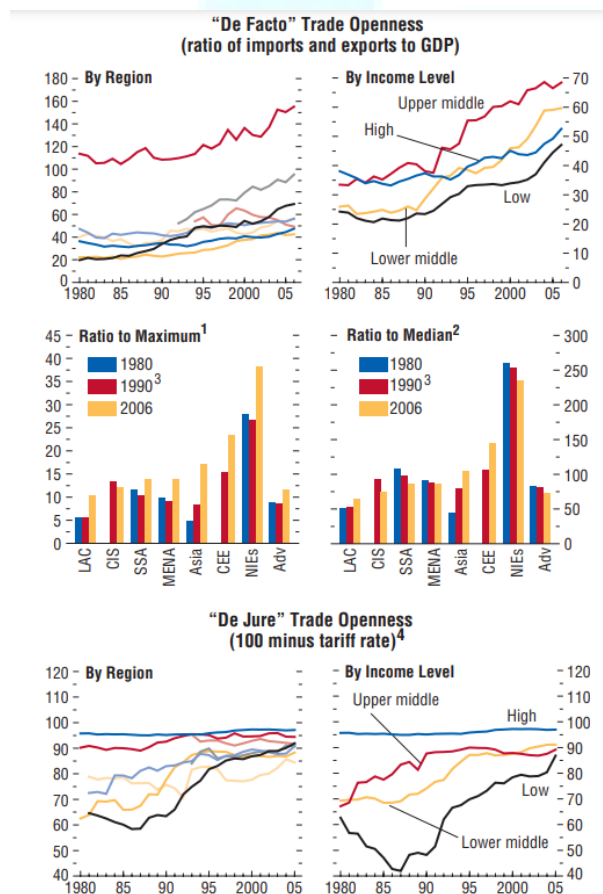 “De Facto” Trade Openness
(ratio of imports and exports to GDP)
By Region
180
160
140
120
100
80
60
40
20
0
1980 85 90 95 2000 05
By Income Level
70
60
50
40
30
20
10
0
Upper middle
High
Low
Lower middle
1980 85 90 95 2000 05
Ratio to Maximum1
45
40
35
30
25
20
15
10
5
0
1980
1990 3
2006
LAC CIS SSA MENA Asia CEE NIEs Adv
Ratio to Median2
300
250
200
150
100
50
0
1980
1990 3
2006
LAC CIS SSA MENA Asia CEE NIEs Adv
“De Jure” Trade Openness
(100 minus tariff rate)4
By Region
120
110
100
90
80
70
60
50
40
1980 85 90 95 2000 05
By Income Level
120
110
100
90
80
70
60
50
40
Upper middle
High
Low
Lower middle
1980 85 90 95 2000 05